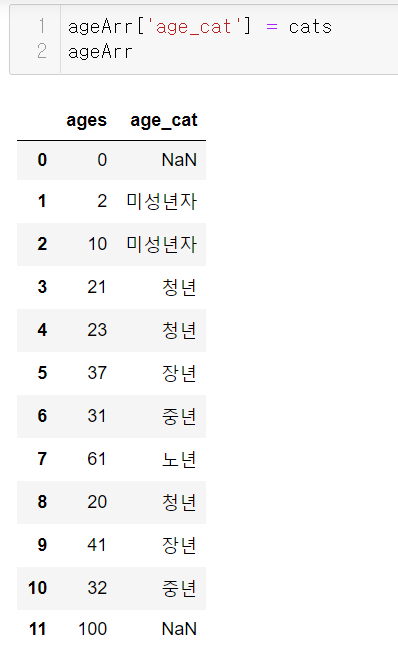 1 ageArr['age_cat'] = cats
2 ageArr
ages age_cat
0 0 NaN
1 2 미성년자
2 10 미성년자
3 21 청년
4 23 청년
5 37 장년
6 31 중년
7 61 노년
8 20 청년
9 41 장년
10 32 중년
11 100 NaN